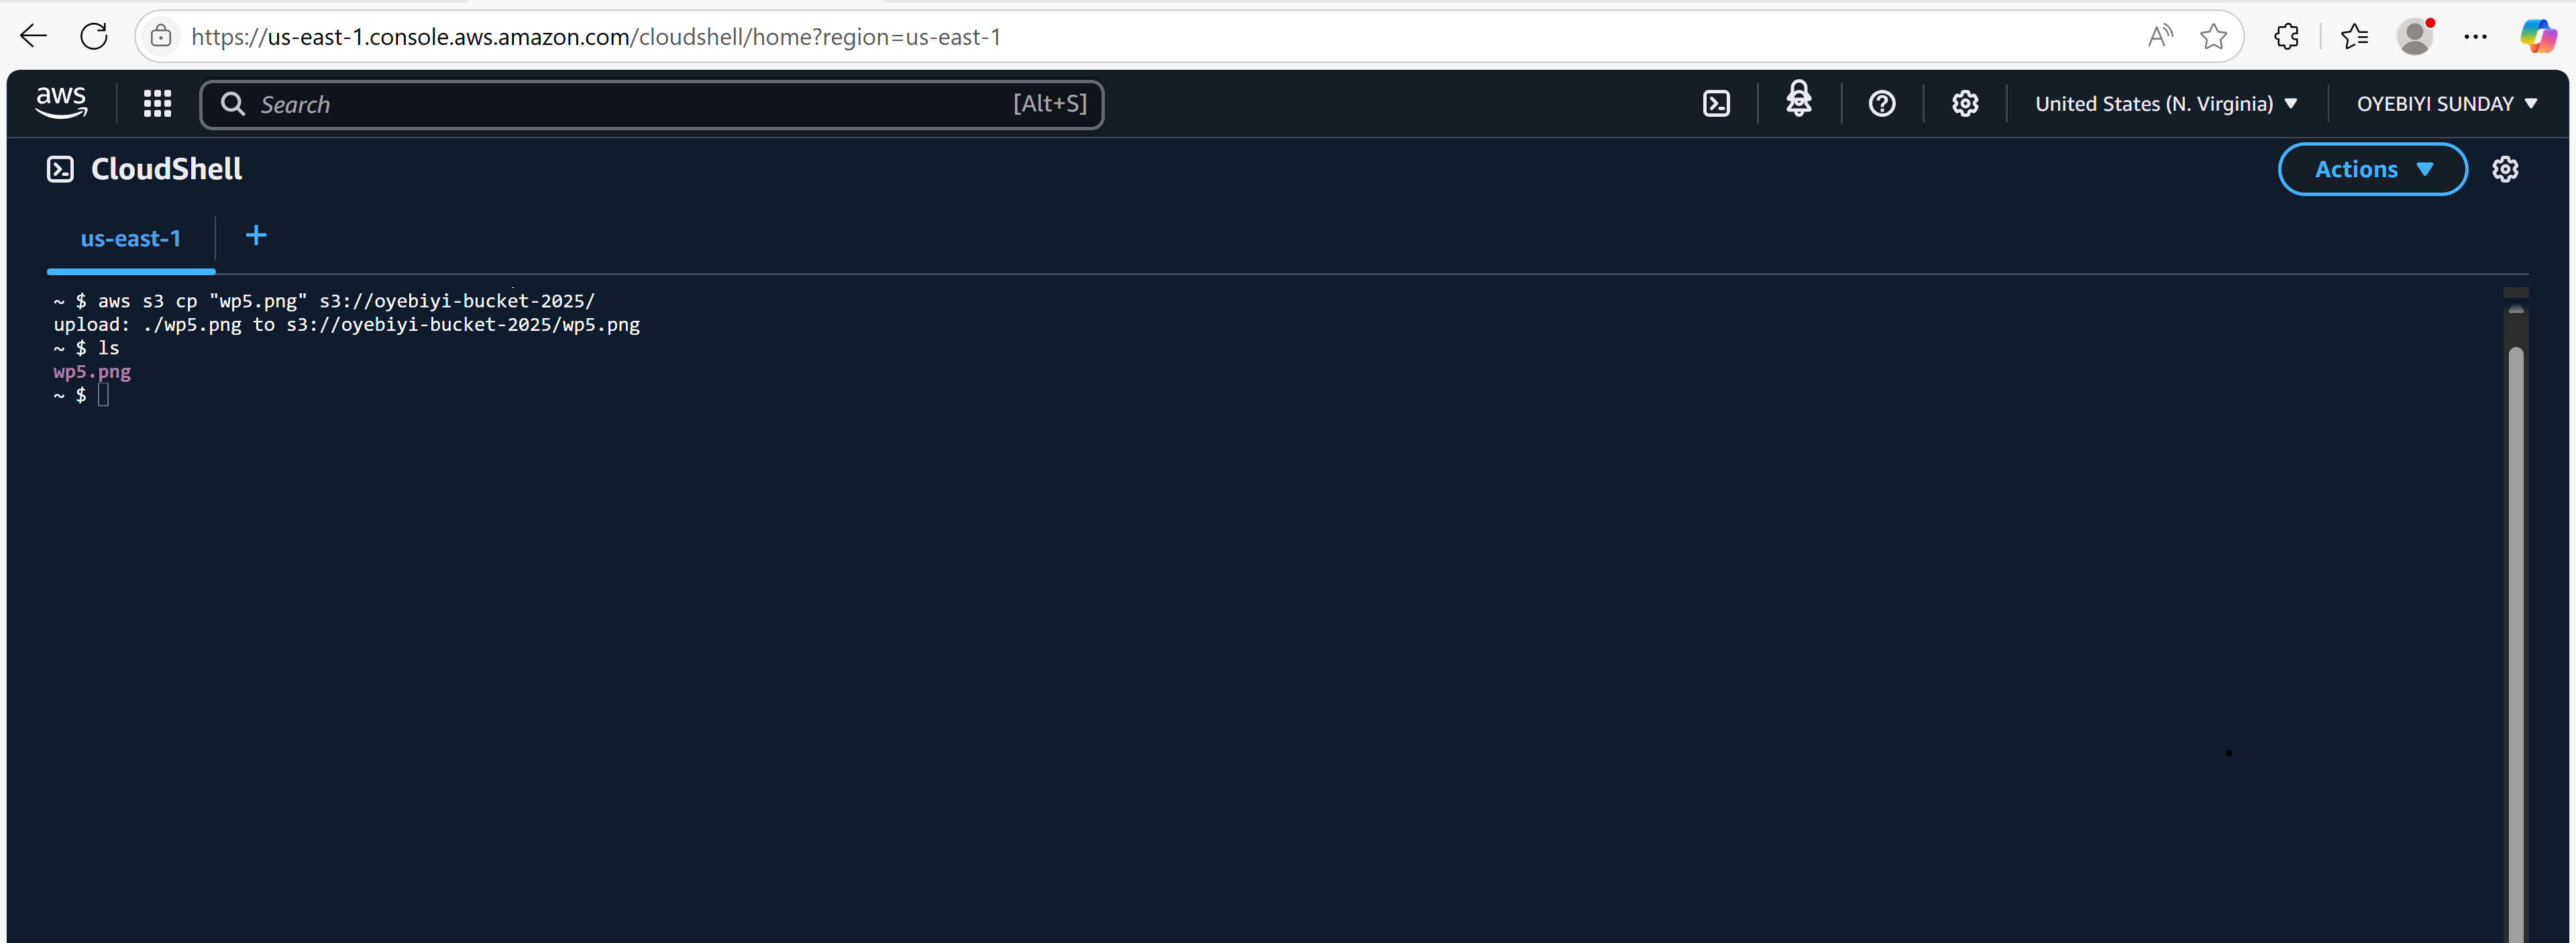 https://us-east-1.console.aws.amazon.com/cloudshell/home?region=us-east-1
aws
Search
[Alt+S]
United States (N. Virginia)
OYEBIYI SUNDAY
CloudShell
Actions
us-east-1
+
~ $ aws s3 cp "wp5.png" s3://oyebiyi-bucket-2025/
upload: ./wp5.png to s3://oyebiyi-bucket-2025/wp5.png
~ $ ls
wp5.png
~ $